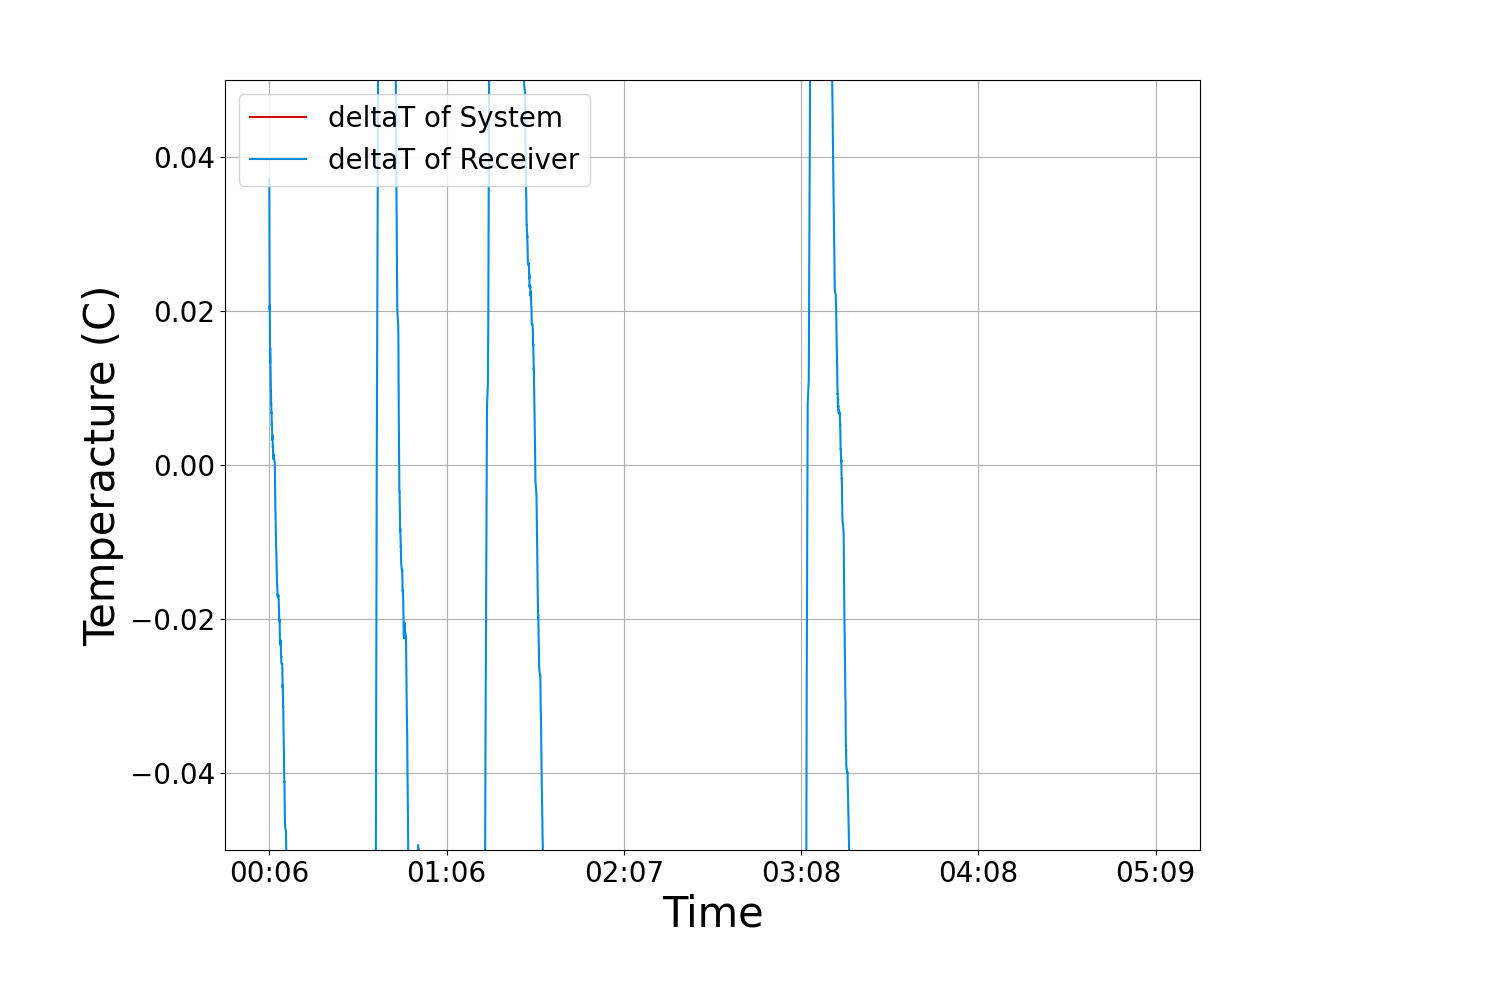 deltaT of System
deltaT of Receiver
0.04
0.02
0.00
−0.02
−0.04
Temperacture (C)
00:06 01:06 02:07 03:08 04:08 05:09
Time